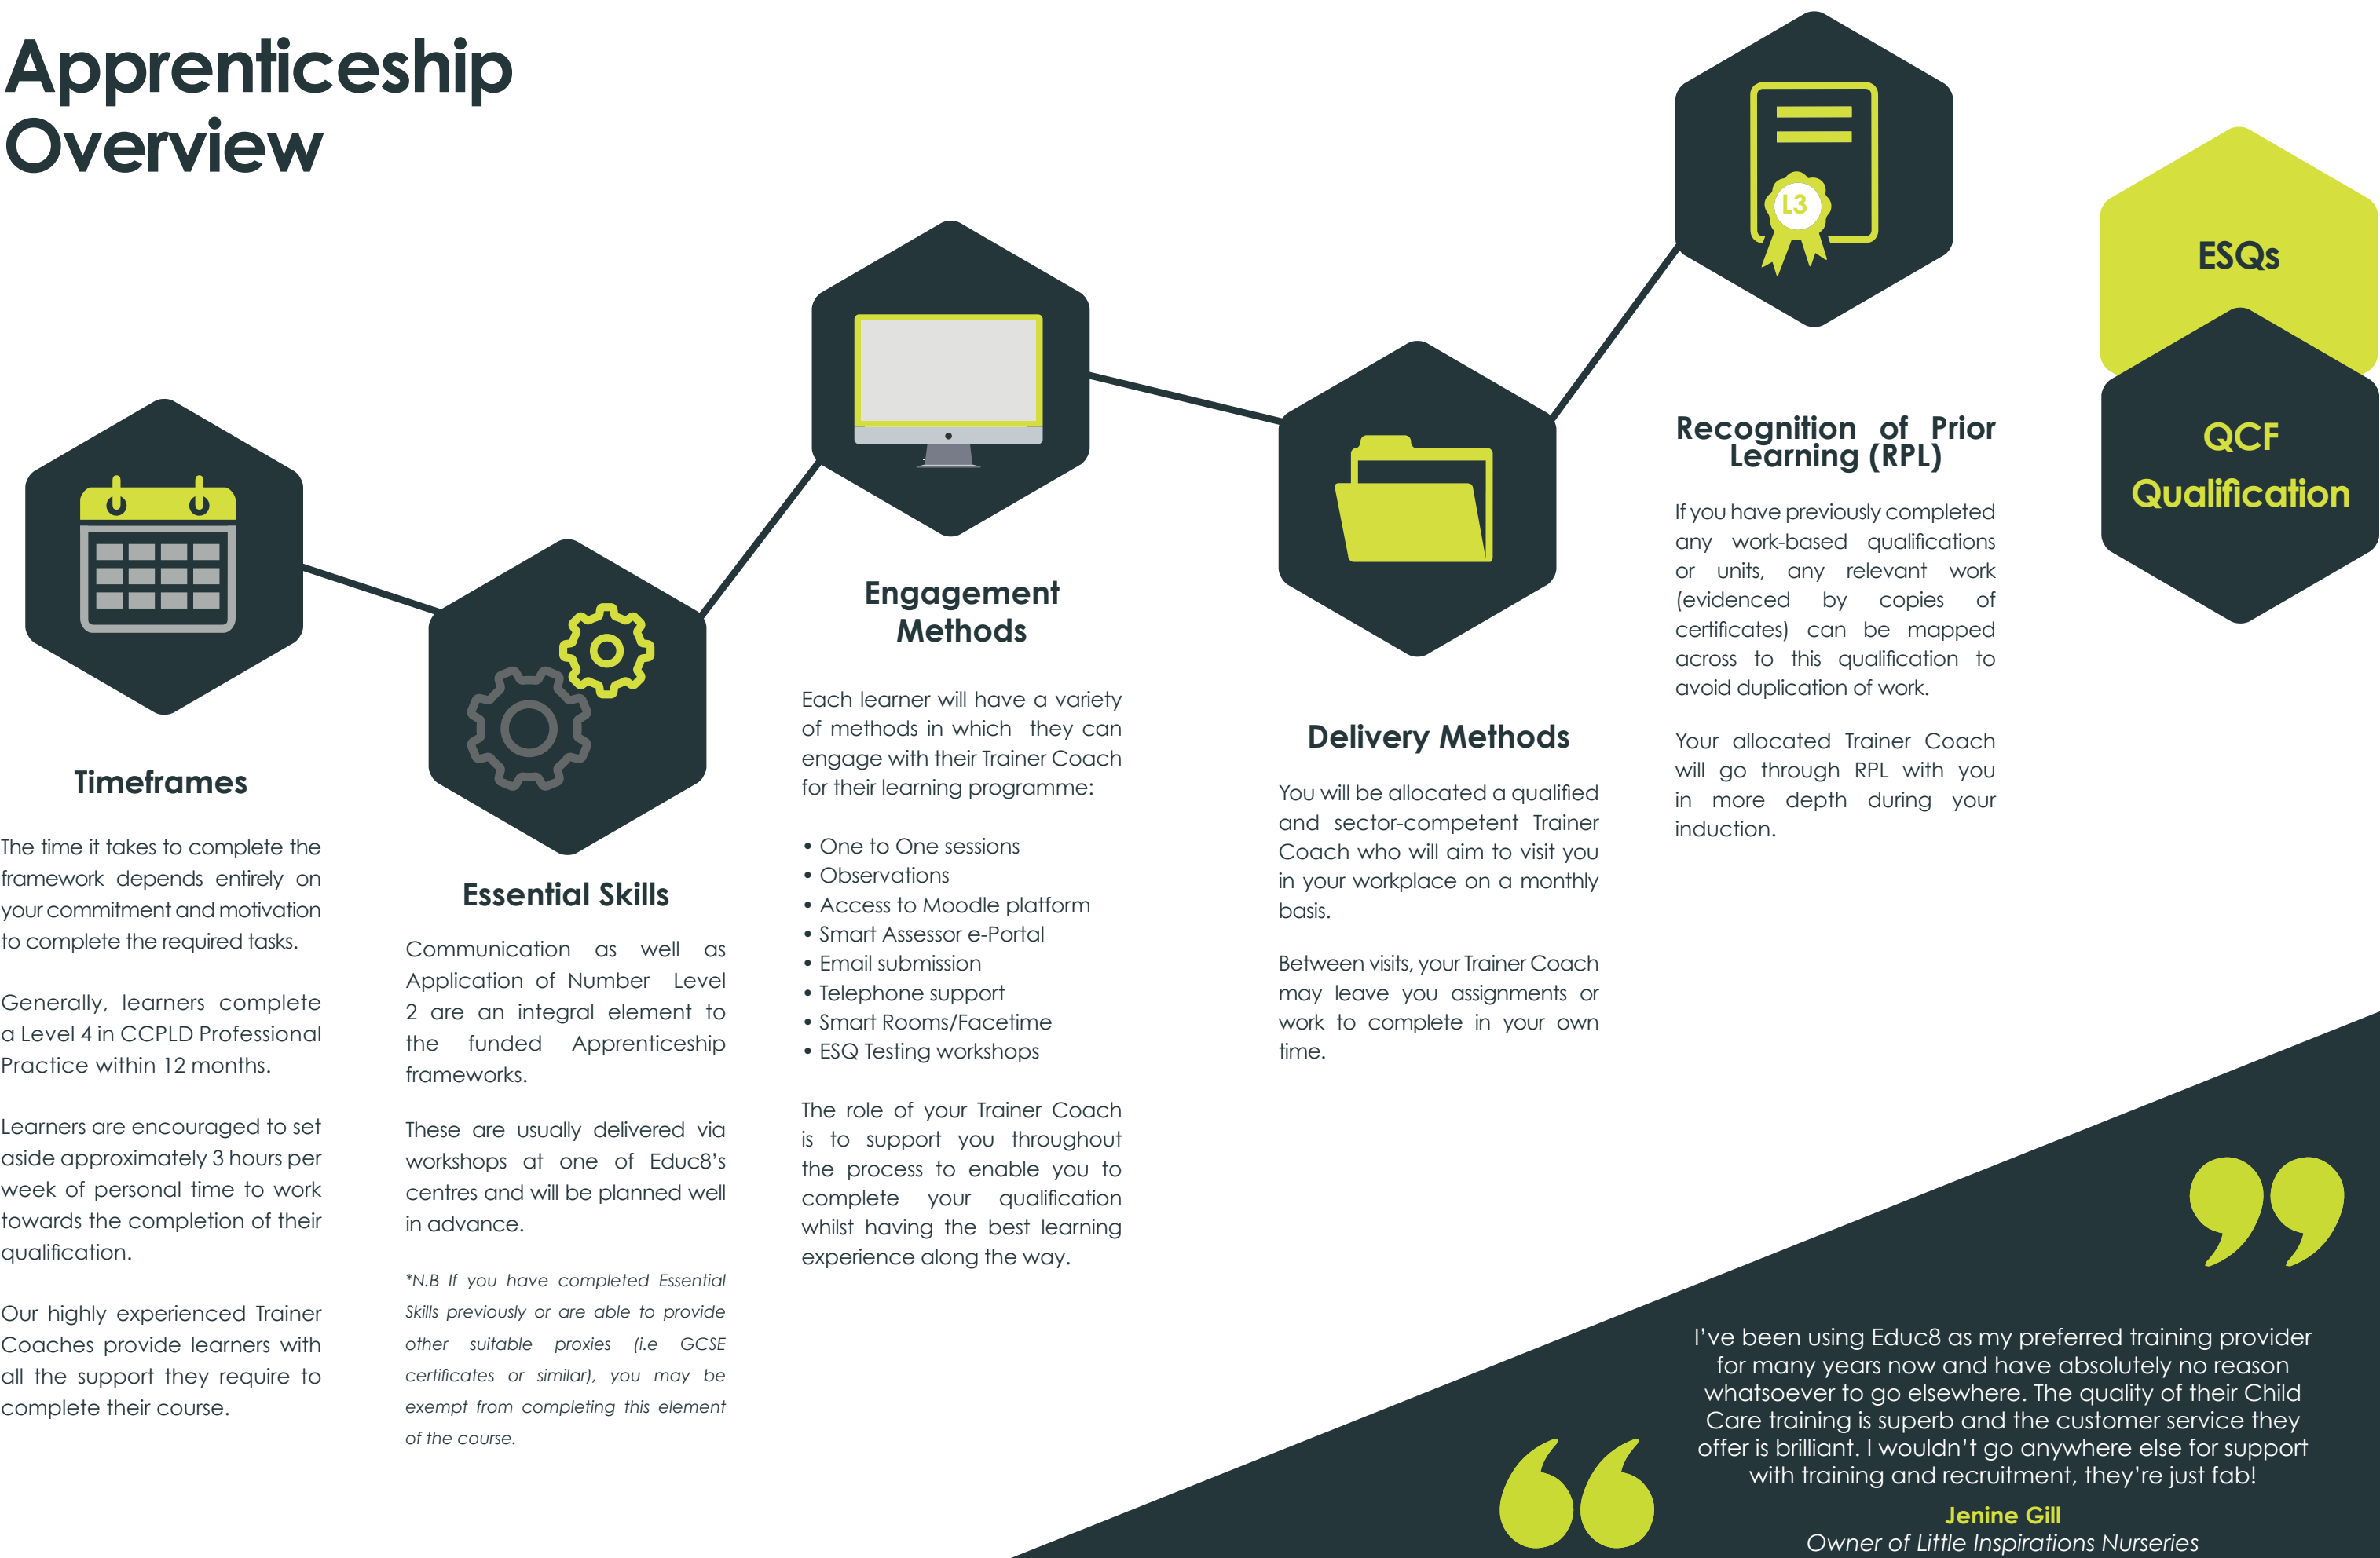 Apprenticeship
Overview
Timeframes
The time it takes to complete the
framework depends entirely on
your commitment and motivation
to complete the required tasks.
Generally, learners complete
a Level 4 in CCPLD Professional
Practice within 12 months.
Learners are encouraged to set
aside approximately 3 hours per
week of personal time to work
towards the completion of their
qualification.
Our highly experienced Trainer
Coaches provide learners with
all the support they require to
complete their course.
Essential Skills
Communication as well as
Application of Number Level
2 are an integral element to
the funded Apprenticeship
frameworks.
These are usually delivered via
workshops at one of Educ8's
centres and will be planned well
in advance.
*N.B If you have completed Essential
Skills previously or are able to provide
other suitable proxies (i.e GCSE
certificates or similar), you may be
exempt from completing this element
of the course.
Engagement
Methods
Each learner will have a variety
of methods in which they can
engage with their Trainer Coach
for their learning programme:
• One to One sessions
• Observations
• Access to Moodle platform
• Smart Assessor e-Portal
• Email submission
• Telephone support
• Smart Rooms/Facetime
• ESQ Testing workshops
The role of your Trainer Coach
is to support you throughout
the process to enable you to
complete your qualification
whilst having the best learning
experience along the way.
Delivery Methods
You will be allocated a qualified
and sector-competent Trainer
Coach who will aim to visit you
in your workplace on a monthly
basis.
Between visits, your Trainer Coach
may leave you assignments or
work to complete in your own
time.
L3
Recognition of Prior
Learning (RPL)
If you have previously completed
any work-based qualifications
or units, any relevant work
(evidenced by copies of
certificates) can be mapped
across to this qualification to
avoid duplication of work.
Your allocated Trainer Coach
will go through RPL with you
in more depth during your
induction.
ESQs
QCF
Qualification
I've been using Educ8 as my preferred training provider
for many years now and have absolutely no reason
whatsoever to go elsewhere. The quality of their Child
Care training is superb and the customer service they
offer is brilliant. I wouldn't go anywhere else for support
with training and recruitment, they're just fab!
Jenine Gill
Owner of Little Inspirations Nurseries